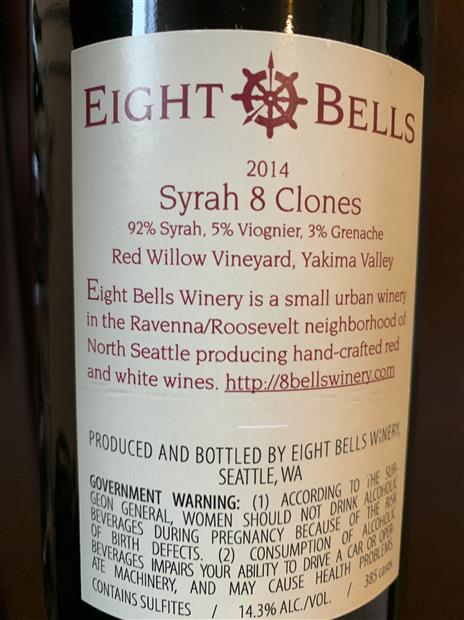 EIGHT BELLS
2014
Syrah 8 Clones
92% Syrah, 5% Viognier, 3% Grenache
Red Willow Vineyard, Yakima Valley
Eight Bells Winery is a small urban winery
in the Ravenna/Roosevelt neighborhood of
North Seattle producing hand-crafted red
and white wines. http://8bellswinery.com
PRODUCED AND BOTTLED BY EIGHT BELLS WINERY,
SEATTLE, WA
GOVERNMENT WARNING: (1) ACCORDING TO THE SUR-
GEON GENERAL, WOMEN SHOULD NOT DRINK ALCOHOLIC
BEVERAGES DURING PREGNANCY BECAUSE OF THE RISK
OF BIRTH DEFECTS. (2) CONSUMPTION OF ALCOHOLIC
BEVERAGES IMPAIRS YOUR ABILITY TO DRIVE A CAR OR OPER-
ATE MACHINERY, AND MAY CAUSE HEALTH PROBLEMS
CONTAINS SULFITES / 14.3% ALC./VOL. / 385 cases